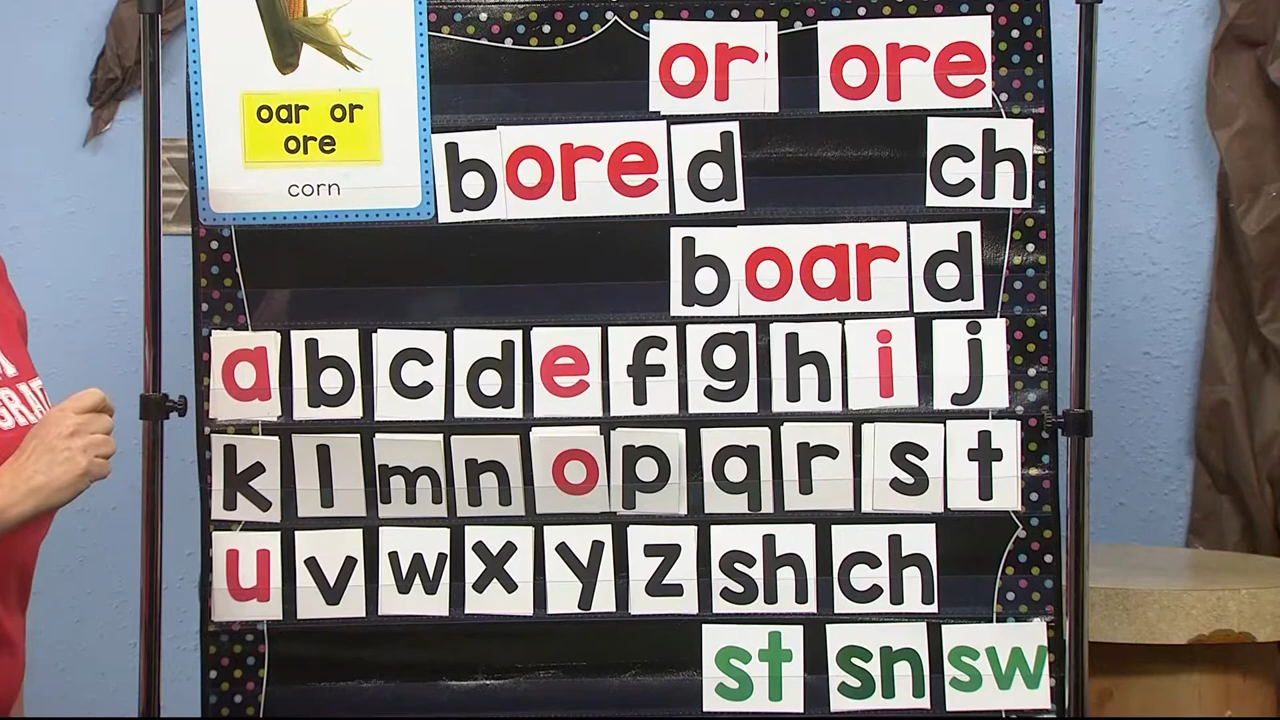 or ore
oar or
ore
corn
bored ch
board
a b c d e f g h i j
k l m n o p q r s t
u v w x y z sh ch
st sn sw